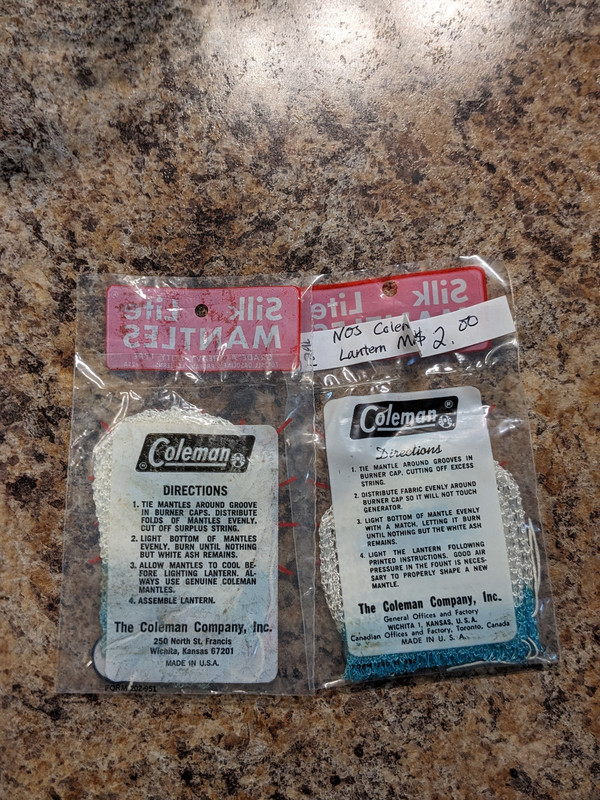 Silk Lite
MANTLES
Silk Lite
NOS Colem
Lantern M. $ 2.00
Coleman ®
DIRECTIONS
1. TIE MANTLES AROUND GROOVE
IN BURNER CAPS. DISTRIBUTE
FOLDS OF MANTLES EVENLY.
CUT OFF SURPLUS STRING.
2. LIGHT BOTTOM OF MANTLES
EVENLY. BURN UNTIL NOTHING
BUT WHITE ASH REMAINS.
3. ALLOW MANTLES TO COOL BE-
FORE LIGHTING LANTERN. AL-
WAYS USE GENUINE COLEMAN
MANTLES.
4. ASSEMBLE LANTERN.
The Coleman Company, Inc.
250 North St. Francis
Wichita, Kansas 67201
MADE IN U.S.A.
FORM 202-951
Coleman ®
Directions
1. TIE MANTLE AROUND GROOVES IN
BURNER CAP, CUTTING OFF EXCESS
STRING.
2. DISTRIBUTE FABRIC EVENLY AROUND
BURNER CAP SO IT WILL NOT TOUCH
GENERATOR.
3. LIGHT BOTTOM OF MANTLE EVENLY
WITH A MATCH, LETTING IT BURN
UNTIL NOTHING BUT THE WHITE ASH
REMAINS.
4. LIGHT THE LANTERN FOLLOWING
PRINTED INSTRUCTIONS. GOOD AIR
PRESSURE IN THE FOUNT IS NECES-
SARY TO PROPERLY SHAPE A NEW
MANTLE.
The Coleman Company, Inc.
General Offices and Factory
WICHITA 1, KANSAS, U.S.A.
Canadian Offices and Factory, Toronto, Canada
MADE IN U.S.A.